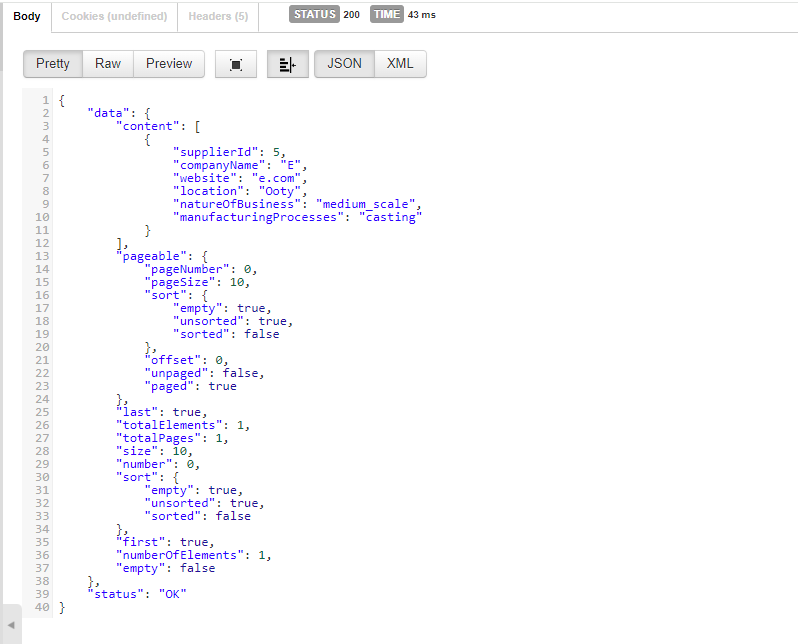 Body Cookies (undefined) Headers (5) STATUS 200 TIME 43 ms
Pretty Raw Preview JSON XML
1 {
2 "data": {
3 "content": [
4 {
5 "supplierId": 5,
6 "companyName": "E",
7 "website": "e.com",
8 "location": "Ooty",
9 "natureOfBusiness": "medium_scale",
10 "manufacturingProcesses": "casting"
11 }
12 ],
13 "pageable": {
14 "pageNumber": 0,
15 "pageSize": 10,
16 "sort": {
17 "empty": true,
18 "unsorted": true,
19 "sorted": false
20 },
21 "offset": 0,
22 "unpaged": false,
23 "paged": true
24 },
25 "last": true,
26 "totalElements": 1,
27 "totalPages": 1,
28 "size": 10,
29 "number": 0,
30 "sort": {
31 "empty": true,
32 "unsorted": true,
33 "sorted": false
34 },
35 "first": true,
36 "numberOfElements": 1,
37 "empty": false
38 },
39 "status": "OK"
40 }